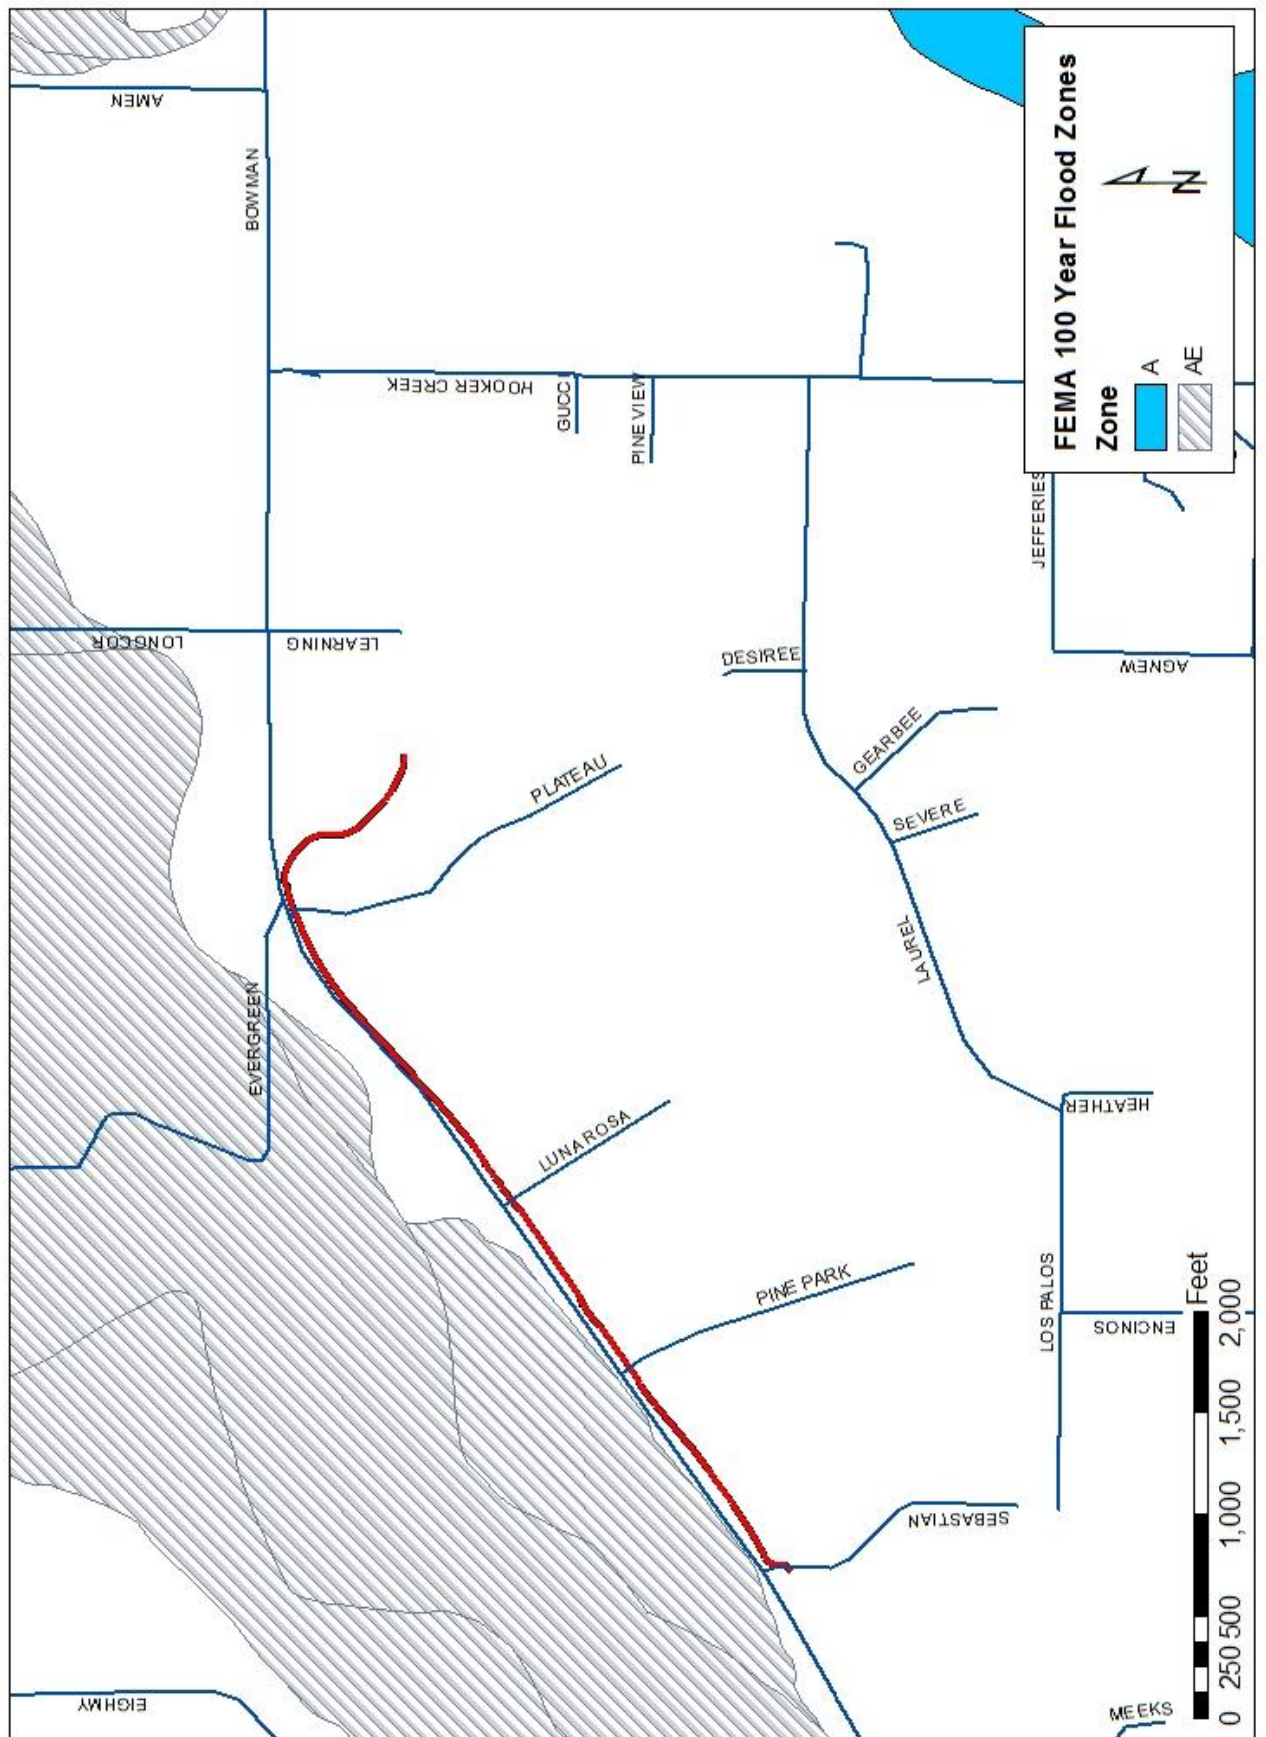 AMEN
BOWMAN
FEMA 100 Year Flood Zones
Zone
A
AE
N
HOOKER CREEK
GUCC
PINE VIEW
JEFFERIES
LONGCOR
LEARNING
DESIREE
AGNEW
GEARBEE
PLATEAU
SEVERE
LAUREL
EVERGREEN
HEATHER
LUNA ROSA
PINE PARK
LOS PALOS
ENCINOS
SEBASTIAN
EIGHMY
MEEKS
0 250 500 1,000 1,500 2,000
Feet